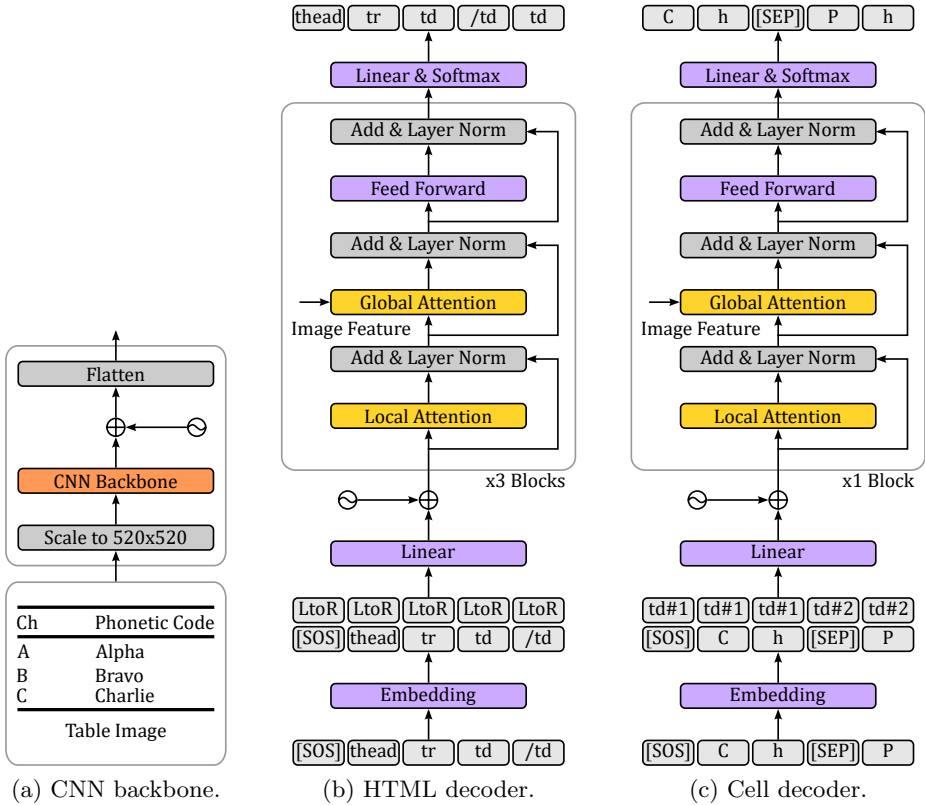 Flatten
CNN Backbone
Scale to 520x520
Ch Phonetic Code
A Alpha
B Bravo
C Charlie
Table Image
(a) CNN backbone.
thead tr td /td td
Linear & Softmax
Add & Layer Norm
Feed Forward
Add & Layer Norm
Global Attention
Image Feature
Add & Layer Norm
Local Attention
x3 Blocks
Linear
LtoR LtoR LtoR LtoR LtoR
[SOS] thead tr td /td
Embedding
[SOS] thead tr td /td
(b) HTML decoder.
C h [SEP] P h
Linear & Softmax
Add & Layer Norm
Feed Forward
Add & Layer Norm
Global Attention
Image Feature
Add & Layer Norm
Local Attention
x1 Block
Linear
td#1 td#1 td#1 td#2 td#2
[SOS] C h [SEP] P
Embedding
[SOS] C h [SEP] P
(c) Cell decoder.